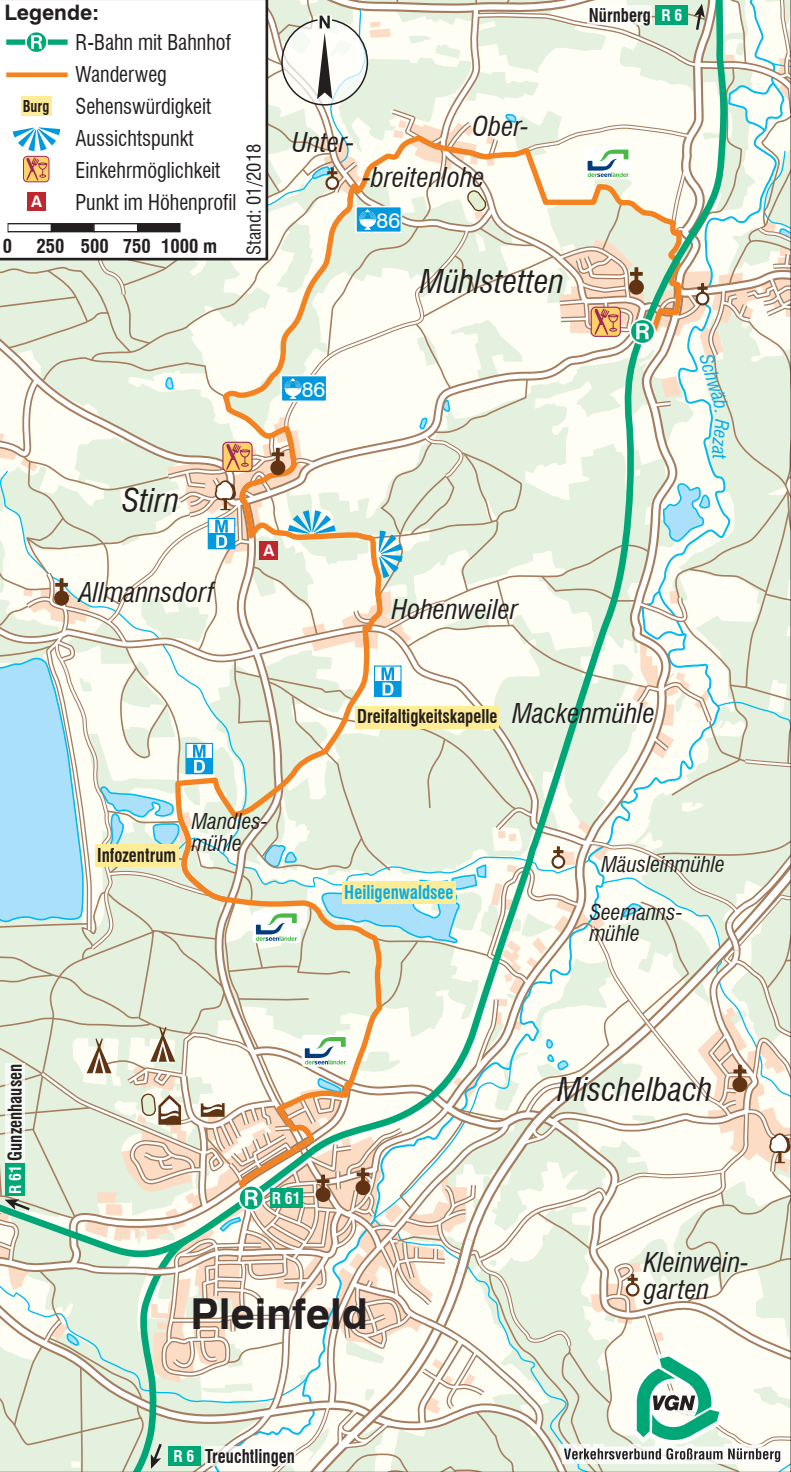 Legende:
R R-Bahn mit Bahnhof
Wanderweg
Burg Sehenswürdigkeit
Aussichtspunkt
Einkehrmöglichkeit
A Punkt im Höhenprofil
0 250 500 750 1000 m
Stand: 01/2018
N
Nürnberg R 6
Unter-
Ober-
-breitenlohe
derseenländer
86
Mühlstetten
R
Schwäb. Rezat
86
Stirn
M
D
A
Allmannsdorf
Hohenweiler
M
D
Dreifaltigkeitskapelle
Mackenmühle
M
D
Mandles-
mühle
Infozentrum
Mäusleinmühle
Heiligenwaldsee
Seemanns-
mühle
derseenländer
derseenländer
Mischelbach
R 61 Gunzenhausen
R R 61
Kleinwein-
garten
Pleinfeld
VGN
R 6 Treuchtlingen
Verkehrsverbund Großraum Nürnberg